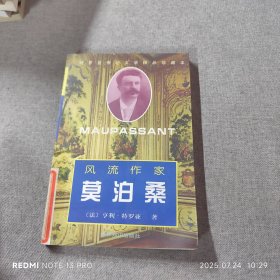 MAUPASSANT
风流作家
莫泊桑
（法）亨利·特罗亚 著
REDMI NOTE 13 PRO
2025.07.24 10:29